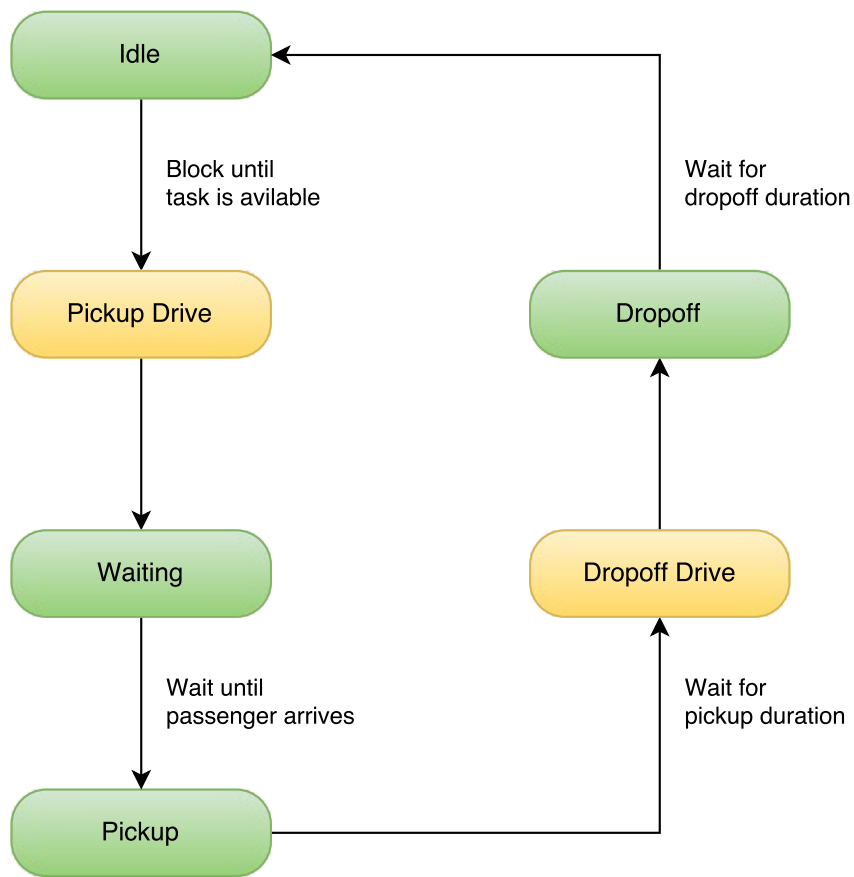 Idle
Block until
task is avilable
Pickup Drive
Waiting
Wait until
passenger arrives
Pickup
Wait for
pickup duration
Dropoff Drive
Dropoff
Wait for
dropoff duration